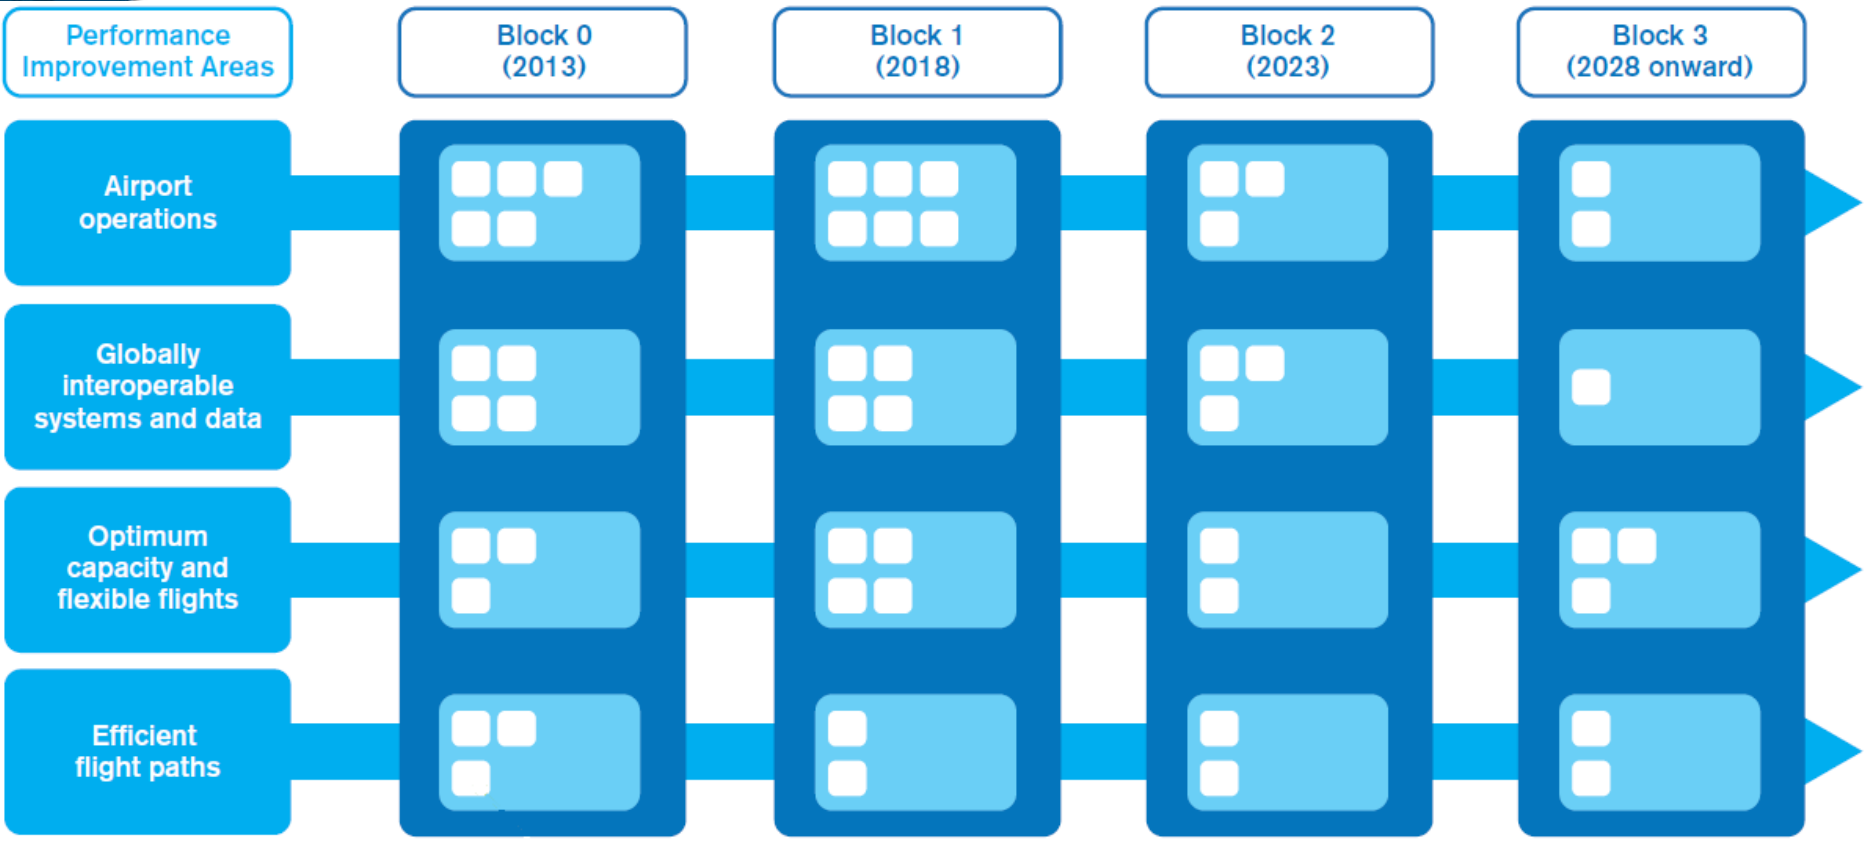 Performance
Improvement Areas
Block 0
(2013)
Block 1
(2018)
Block 2
(2023)
Block 3
(2028 onward)
Airport
operations
Globally
interoperable
systems and data
Optimum
capacity and
flexible flights
Efficient
flight paths